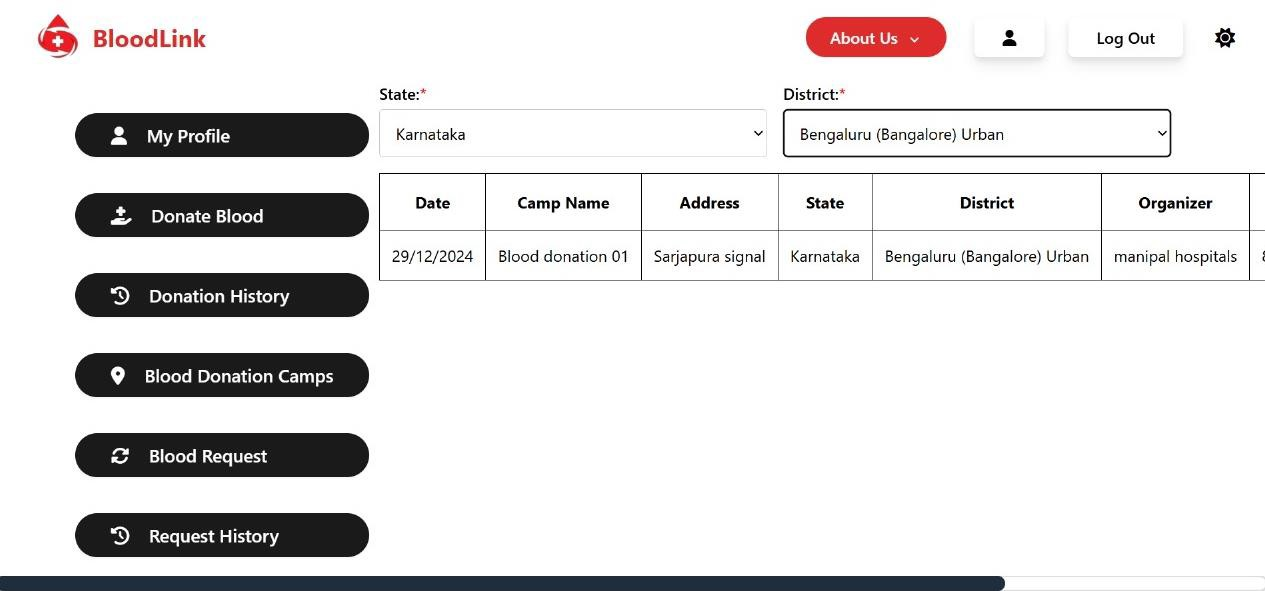 BloodLink
About Us
Log Out
State:*
District:*
Karnataka
Bengaluru (Bangalore) Urban
My Profile
Donate Blood
Donation History
Blood Donation Camps
Blood Request
Request History
Date Camp Name Address State District Organizer
29/12/2024 Blood donation 01 Sarjapura signal Karnataka Bengaluru (Bangalore) Urban manipal hospitals